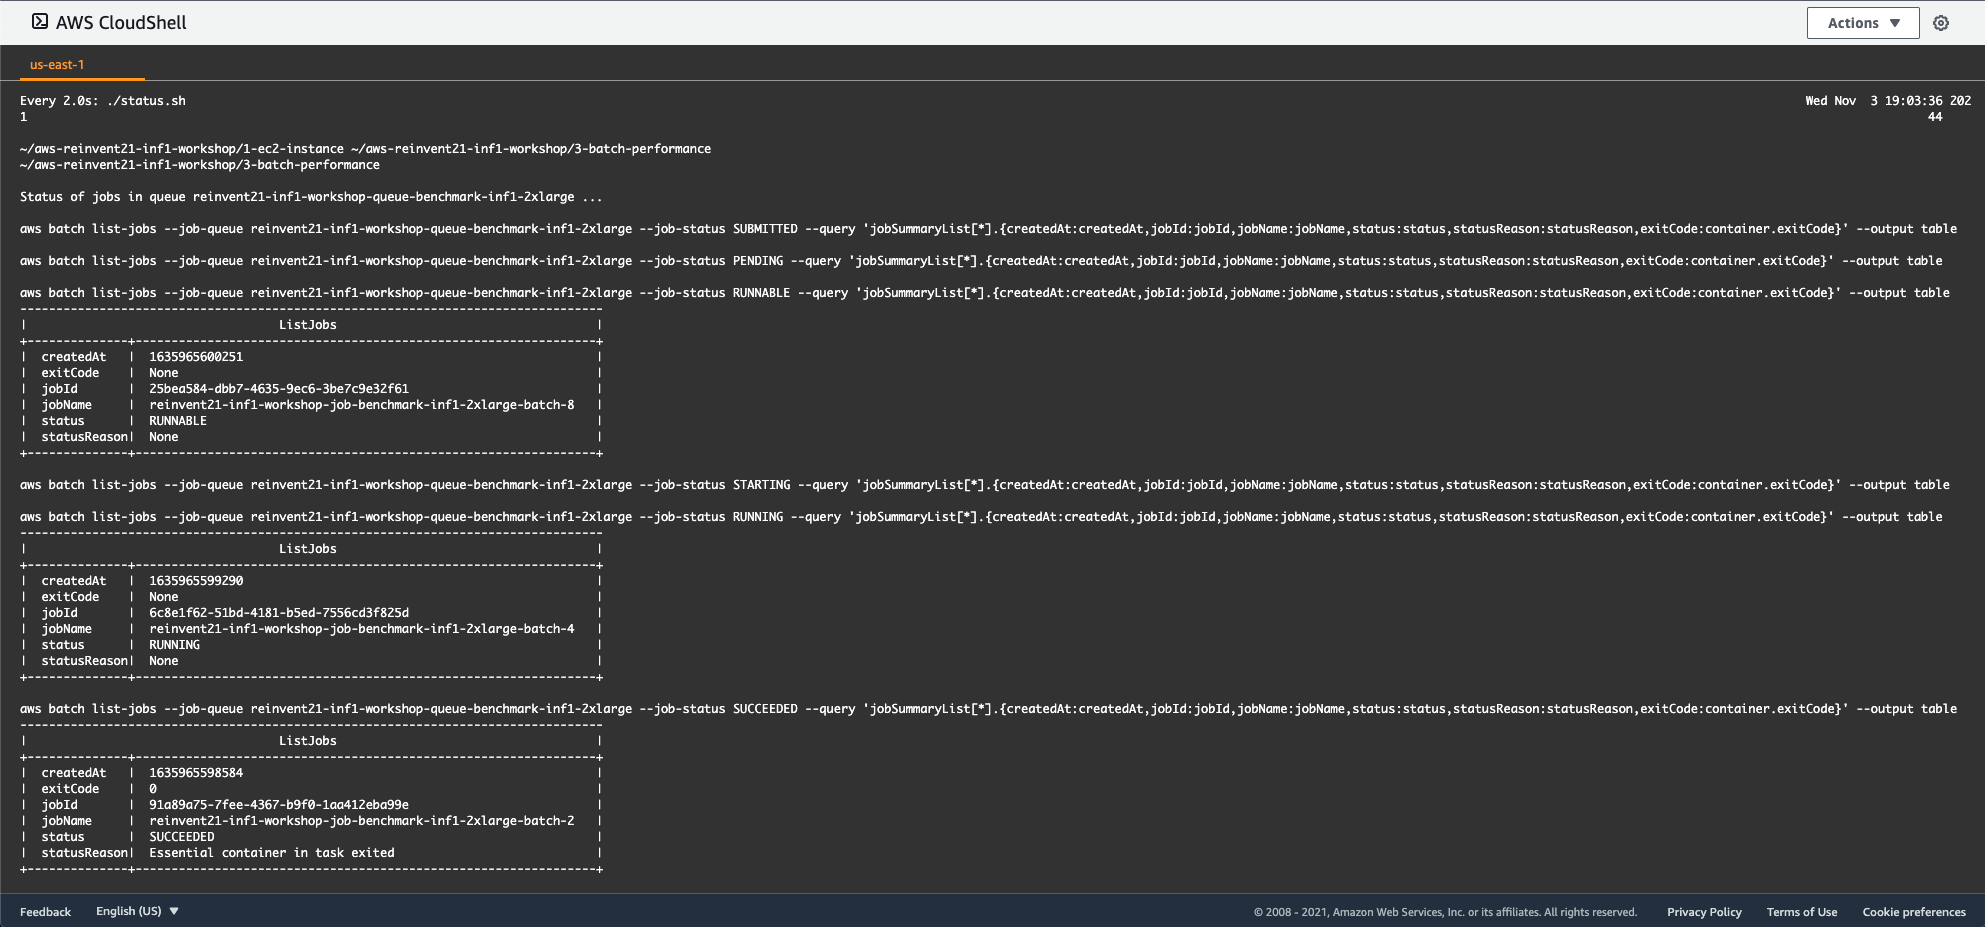 AWS CloudShell
Actions ▼
us-east-1
Every 2.0s: ./status.sh Wed Nov  3 19:03:36 202
1 44
~/aws-reinvent21-inf1-workshop/1-ec2-instance ~/aws-reinvent21-inf1-workshop/3-batch-performance
~/aws-reinvent21-inf1-workshop/3-batch-performance
Status of jobs in queue reinvent21-inf1-workshop-queue-benchmark-inf1-2xlarge ...
aws batch list-jobs --job-queue reinvent21-inf1-workshop-queue-benchmark-inf1-2xlarge --job-status SUBMITTED --query 'jobSummaryList[*].{createdAt:createdAt,jobId:jobId,jobName:jobName,status:status,statusReason:statusReason,exitCode:container.exitCode}' --output table
aws batch list-jobs --job-queue reinvent21-inf1-workshop-queue-benchmark-inf1-2xlarge --job-status PENDING --query 'jobSummaryList[*].{createdAt:createdAt,jobId:jobId,jobName:jobName,status:status,statusReason:statusReason,exitCode:container.exitCode}' --output table
aws batch list-jobs --job-queue reinvent21-inf1-workshop-queue-benchmark-inf1-2xlarge --job-status RUNNABLE --query 'jobSummaryList[*].{createdAt:createdAt,jobId:jobId,jobName:jobName,status:status,statusReason:statusReason,exitCode:container.exitCode}' --output table
---------------------------------------------------------------------------------
|                                   ListJobs                                    |
+--------------+----------------------------------------------------------------+
|  createdAt   |  1635965600251                                                 |
|  exitCode    |  None                                                          |
|  jobId       |  25bea584-dbb7-4635-9ec6-3be7c9e32f61                          |
|  jobName     |  reinvent21-inf1-workshop-job-benchmark-inf1-2xlarge-batch-8   |
|  status      |  RUNNABLE                                                      |
|  statusReason|  None                                                          |
+--------------+----------------------------------------------------------------+
aws batch list-jobs --job-queue reinvent21-inf1-workshop-queue-benchmark-inf1-2xlarge --job-status STARTING --query 'jobSummaryList[*].{createdAt:createdAt,jobId:jobId,jobName:jobName,status:status,statusReason:statusReason,exitCode:container.exitCode}' --output table
aws batch list-jobs --job-queue reinvent21-inf1-workshop-queue-benchmark-inf1-2xlarge --job-status RUNNING --query 'jobSummaryList[*].{createdAt:createdAt,jobId:jobId,jobName:jobName,status:status,statusReason:statusReason,exitCode:container.exitCode}' --output table
---------------------------------------------------------------------------------
|                                   ListJobs                                    |
+--------------+----------------------------------------------------------------+
|  createdAt   |  1635965599290                                                 |
|  exitCode    |  None                                                          |
|  jobId       |  6c8e1f62-51bd-4181-b5ed-7556cd3f825d                          |
|  jobName     |  reinvent21-inf1-workshop-job-benchmark-inf1-2xlarge-batch-4   |
|  status      |  RUNNING                                                       |
|  statusReason|  None                                                          |
+--------------+----------------------------------------------------------------+
aws batch list-jobs --job-queue reinvent21-inf1-workshop-queue-benchmark-inf1-2xlarge --job-status SUCCEEDED --query 'jobSummaryList[*].{createdAt:createdAt,jobId:jobId,jobName:jobName,status:status,statusReason:statusReason,exitCode:container.exitCode}' --output table
---------------------------------------------------------------------------------
|                                   ListJobs                                    |
+--------------+----------------------------------------------------------------+
|  createdAt   |  1635965598584                                                 |
|  exitCode    |  0                                                             |
|  jobId       |  91a89a75-7fee-4367-b9f0-1aa412eba99e                          |
|  jobName     |  reinvent21-inf1-workshop-job-benchmark-inf1-2xlarge-batch-2   |
|  status      |  SUCCEEDED                                                     |
|  statusReason|  Essential container in task exited                            |
+--------------+----------------------------------------------------------------+
Feedback English (US) ▼ © 2008 - 2021, Amazon Web Services, Inc. or its affiliates. All rights reserved. Privacy Policy Terms of Use Cookie preferences